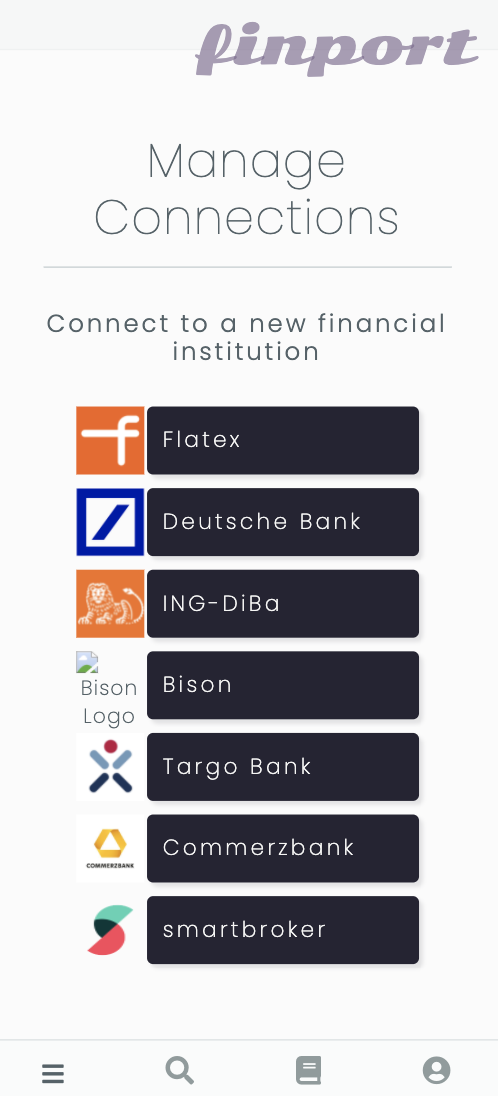 finport
Manage
Connections
Connect to a new financial
institution
Flatex
Deutsche Bank
ING-DiBa
Bison
Logo
Bison
Targo Bank
COMMERZBANK
Commerzbank
smartbroker